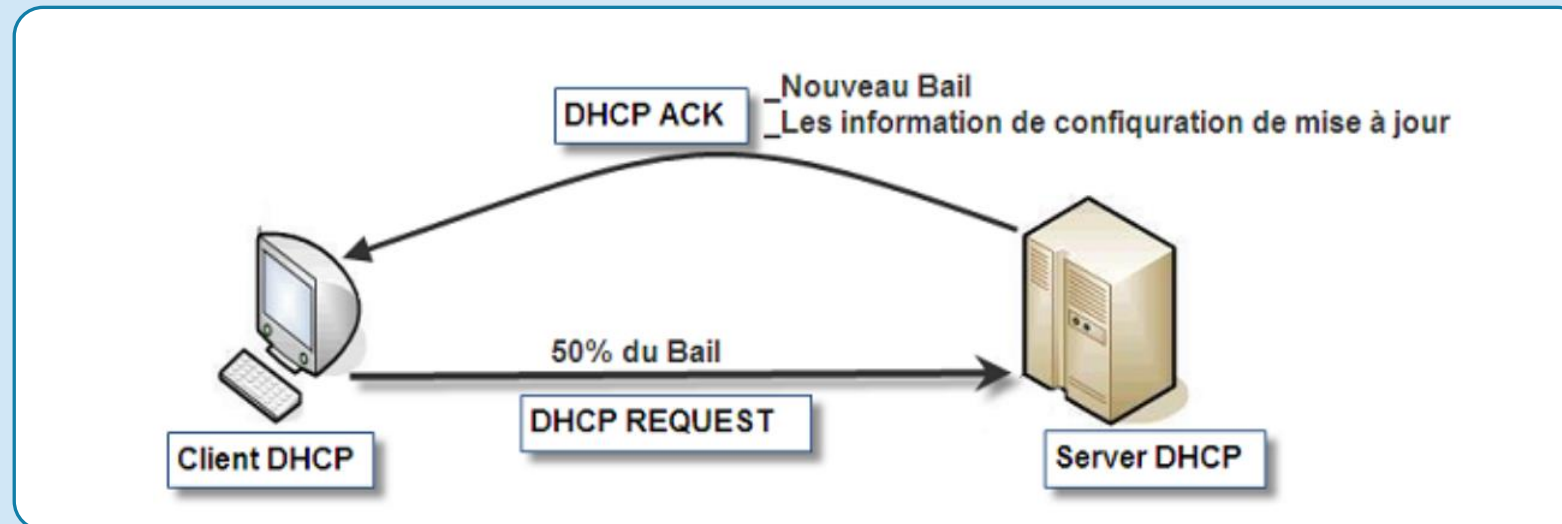 DHCP ACK
_Nouveau Bail
_Les information de confiquration de mise à jour
50% du Bail
DHCP REQUEST
Client DHCP
Server DHCP